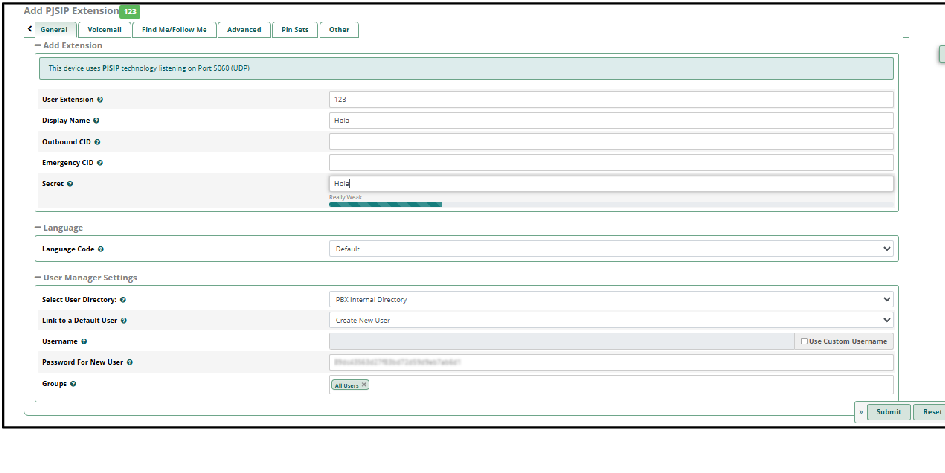 Add PJSIP Extension 123
General Voicemail Find Me/Follow Me Advanced Pin Sets Other
Add Extension
This device uses PJSIP technology listening on Port 5060 (UDP)
User Extension 123
Display Name Hola
Outbound CID
Emergency CID
Secret Hola
Really Weak
Language
Language Code Default
User Manager Settings
Select User Directory: PBX Internal Directory
Link to a Default User Create New User
Username Use Custom Username
Password For New User
Groups All Users ×
» Submit Reset